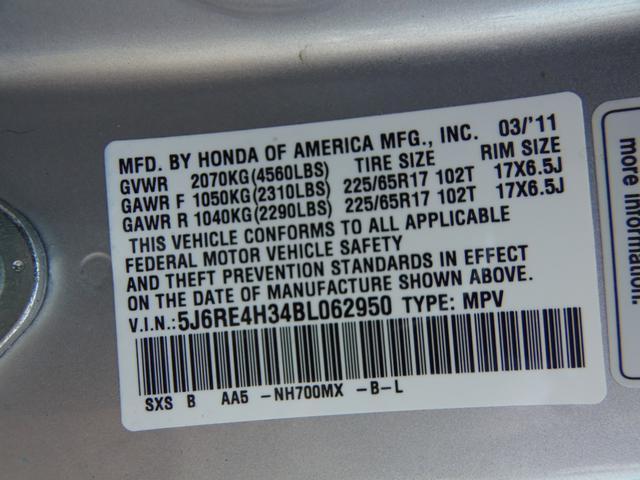 MFD. BY HONDA OF AMERICA MFG., INC. 03/'11
GVWR 2070KG(4560LBS) TIRE SIZE RIM SIZE
GAWR F 1050KG(2310LBS) 225/65R17 102T 17X6.5J
GAWR R 1040KG(2290LBS) 225/65R17 102T 17X6.5J
THIS VEHICLE CONFORMS TO ALL APPLICABLE
FEDERAL MOTOR VEHICLE SAFETY
AND THEFT PREVENTION STANDARDS IN EFFECT
ON THE DATE OF MANUFACTURE SHOWN ABOVE.
V.I.N.:5J6RE4H34BL062950 TYPE: MPV
SXS B AA5 -NH700MX -B-L
more information.